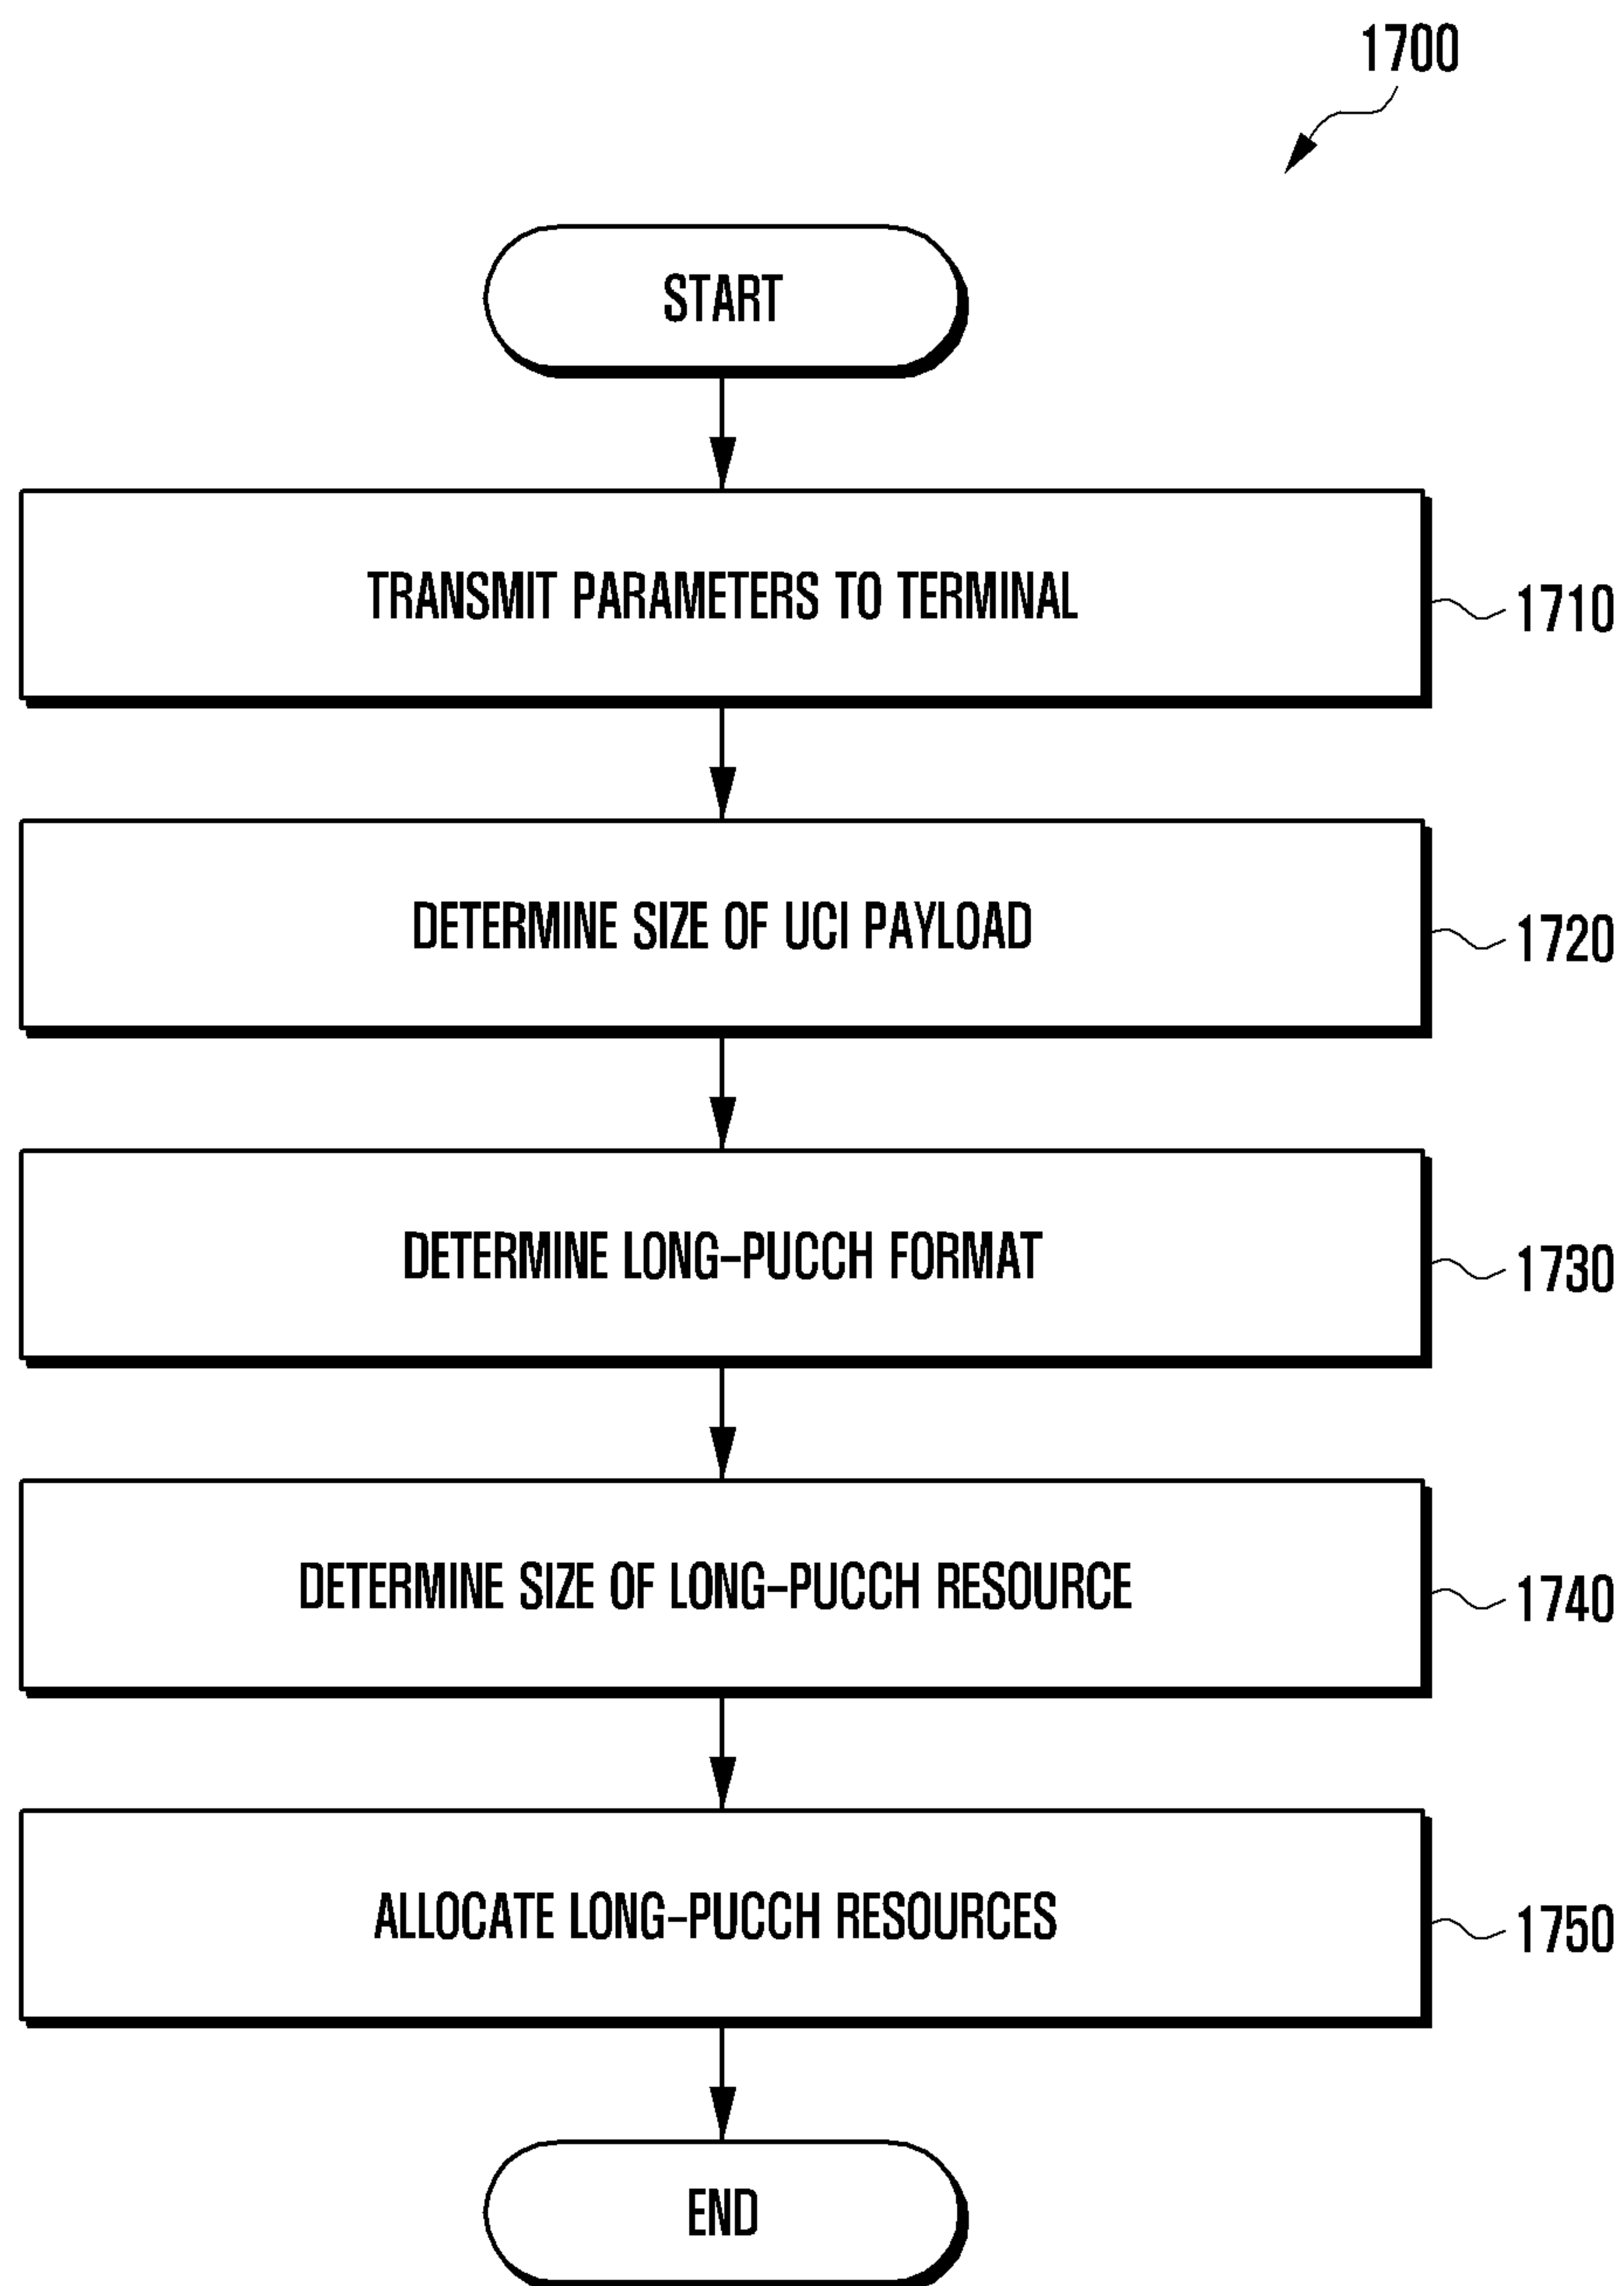 1700
START
TRANSMIT PARAMETERS TO TERMINAL
1710
DETERMINE SIZE OF UCI PAYLOAD
1720
DETERMINE LONG-PUCCH FORMAT
1730
DETERMINE SIZE OF LONG-PUCCH RESOURCE
1740
ALLOCATE LONG-PUCCH RESOURCES
1750
END